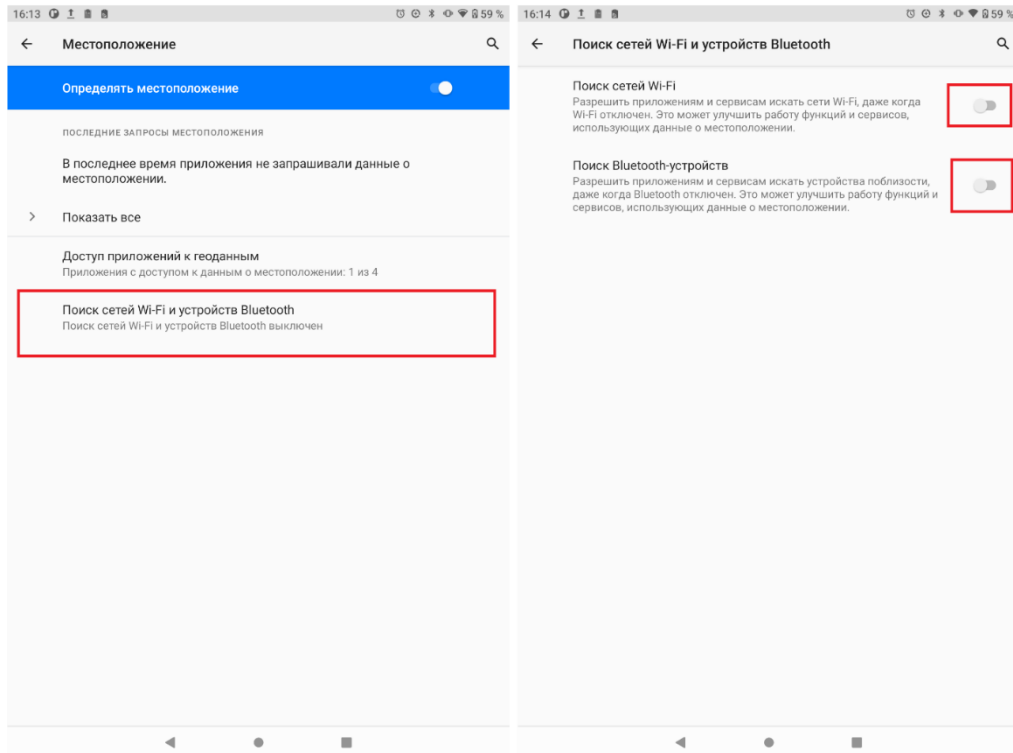 16:13
59 %
Местоположение
Определять местоположение
ПОСЛЕДНИЕ ЗАПРОСЫ МЕСТОПОЛОЖЕНИЯ
В последнее время приложения не запрашивали данные о
местоположении.
Показать все
Доступ приложений к геоданным
Приложения с доступом к данным о местоположении: 1 из 4
Поиск сетей Wi-Fi и устройств Bluetooth
Поиск сетей Wi-Fi и устройств Bluetooth выключен
16:14
59 %
Поиск сетей Wi-Fi и устройств Bluetooth
Поиск сетей Wi-Fi
Разрешить приложениям и сервисам искать сети Wi-Fi, даже когда
Wi-Fi отключен. Это может улучшить работу функций и сервисов,
использующих данные о местоположении.
Поиск Bluetooth-устройств
Разрешить приложениям и сервисам искать устройства поблизости,
даже когда Bluetooth отключен. Это может улучшить работу функций и
сервисов, использующих данные о местоположении.